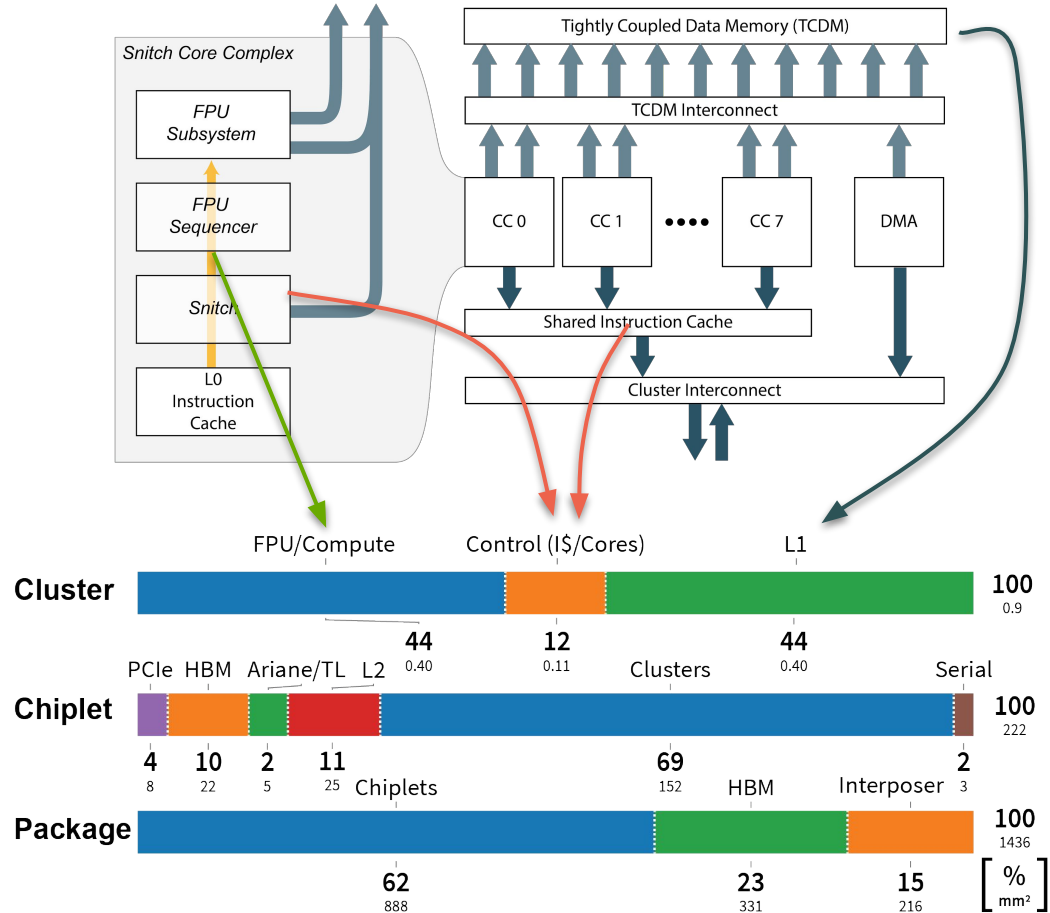 Snitch Core Complex
FPU
Subsystem
FPU
Sequencer
Snitch
L0
Instruction
Cache
Tightly Coupled Data Memory (TCDM)
TCDM Interconnect
CC 0
CC 1
CC 7
DMA
Shared Instruction Cache
Cluster Interconnect
FPU/Compute Control (I$/Cores) L1
Cluster 100
0.9
44 12 44
0.40 0.11 0.40
PCIe HBM Ariane/TL L2 Clusters Serial
Chiplet 100
222
4 10 2 11 69 2
8 22 5 25 152 3
Chiplets HBM Interposer
Package 100
1436
62 23 15
888 331 216
[%
mm²]